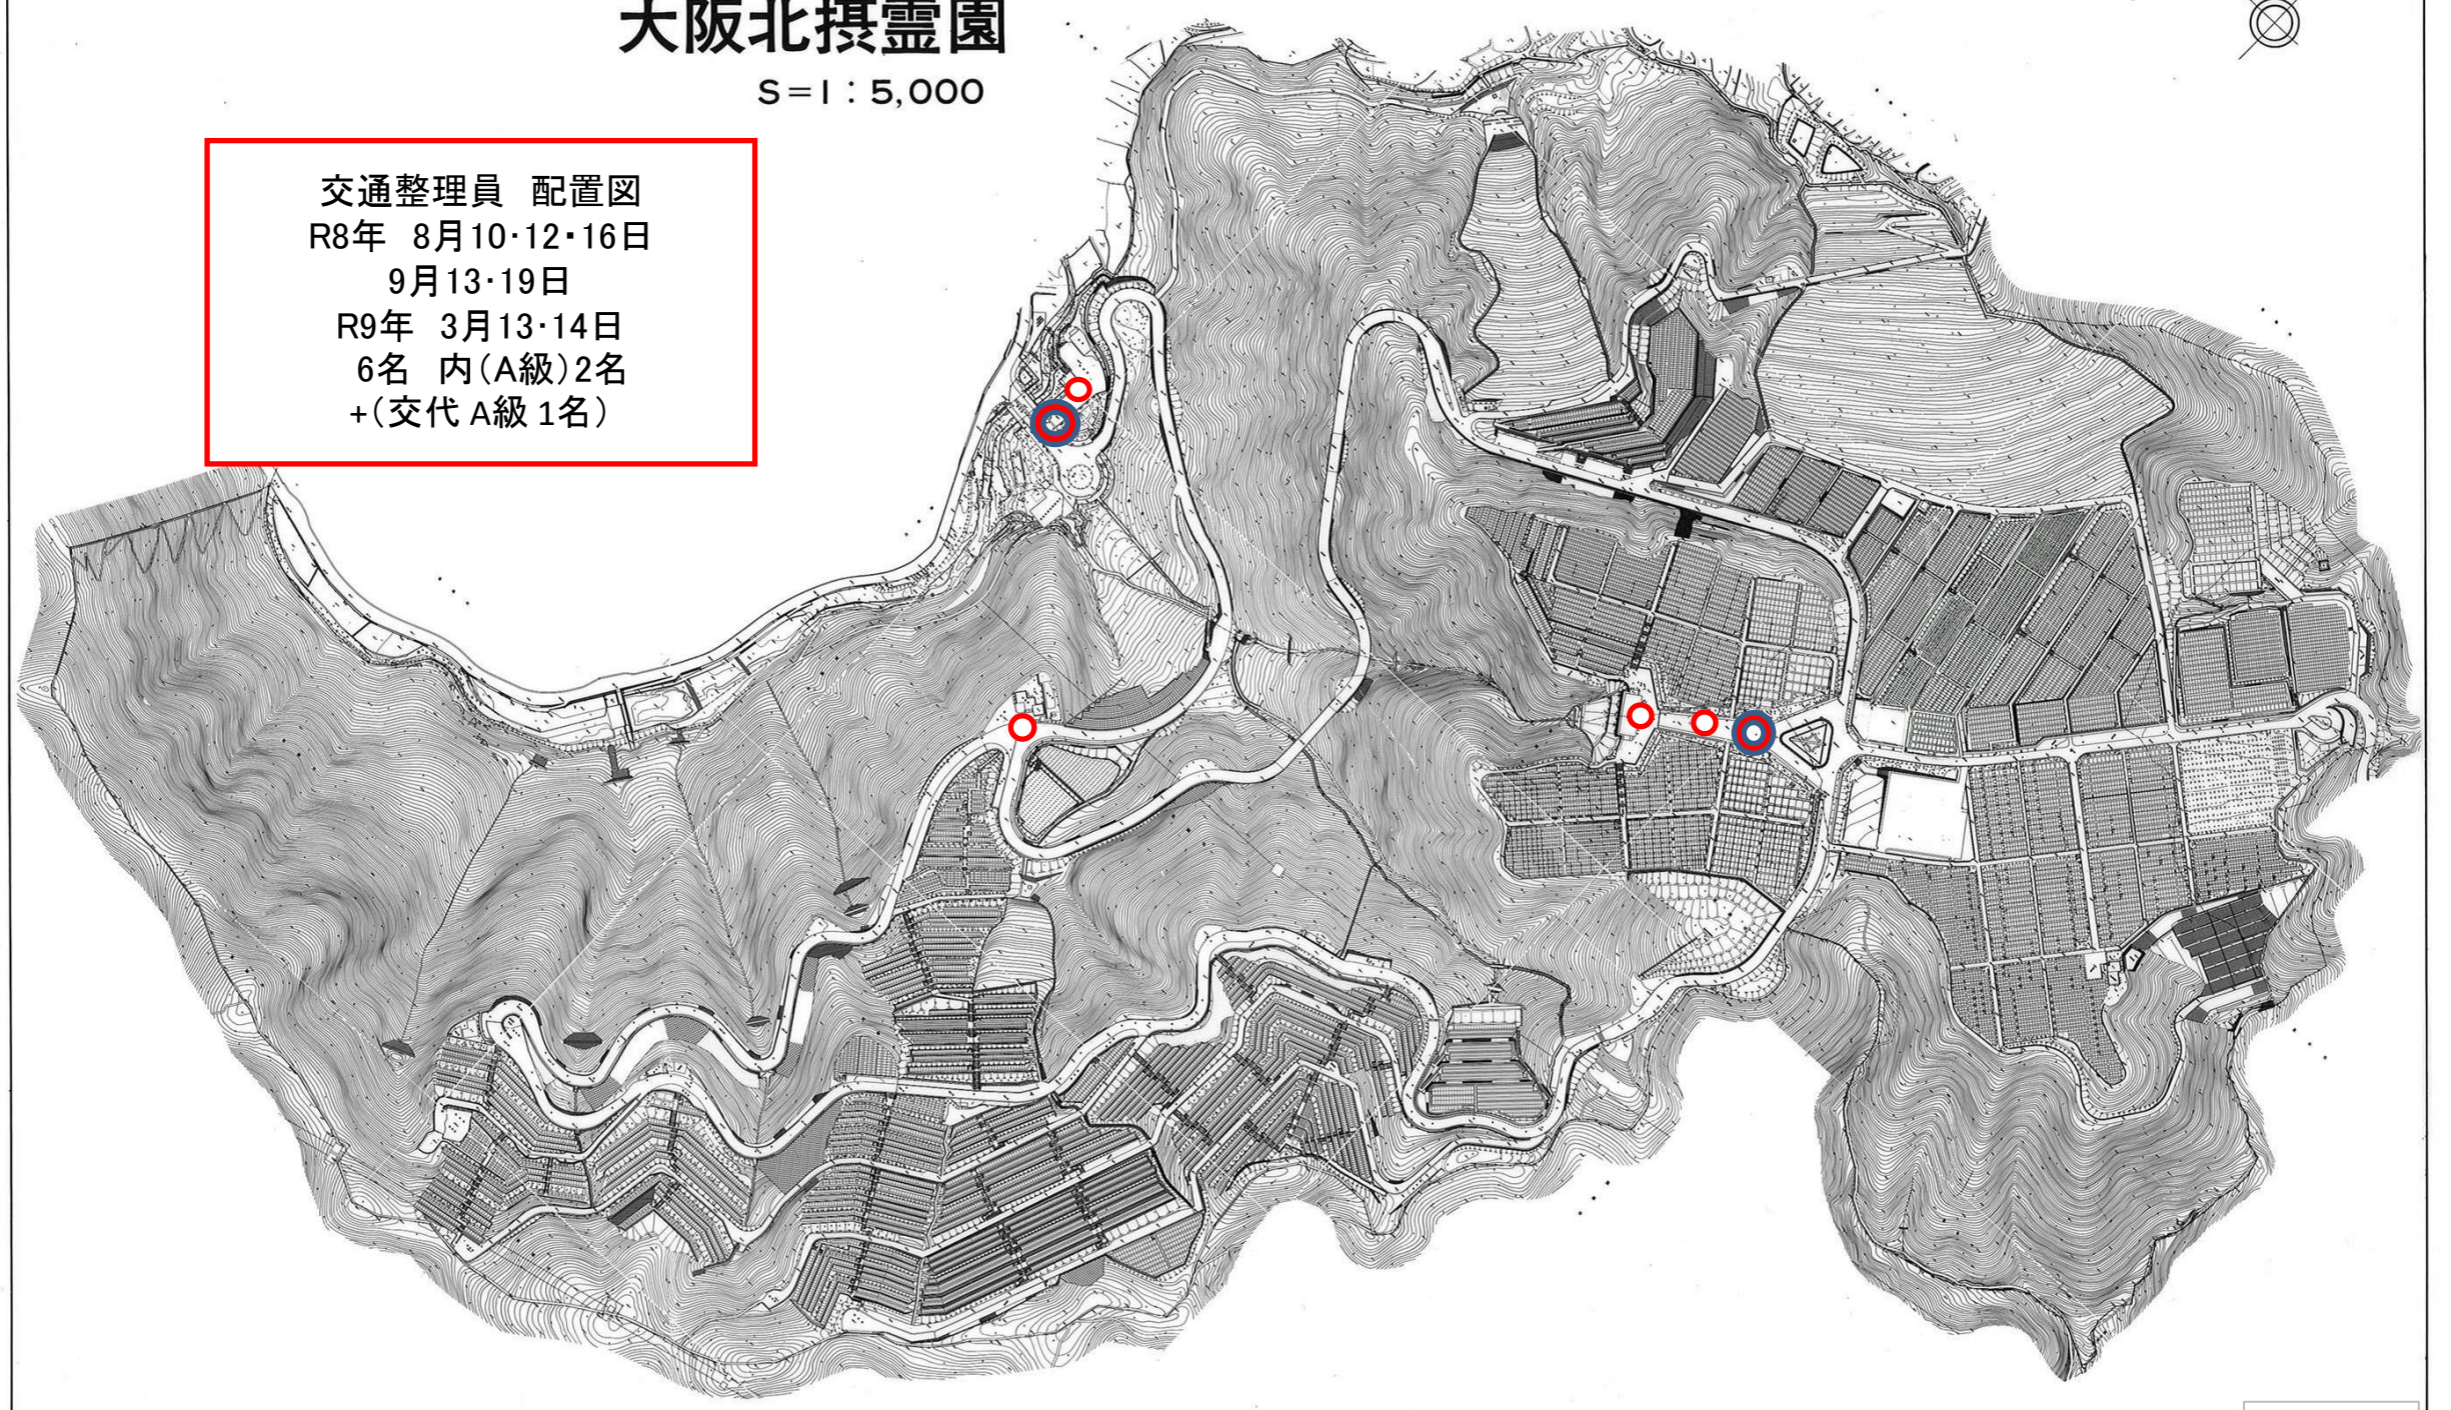 大阪北摂霊園
S=1:5,000
交通整理員 配置図
R8年 8月10・12・16日
9月13・19日
R9年 3月13・14日
6名 内(A級)2名
+(交代 A級 1名)